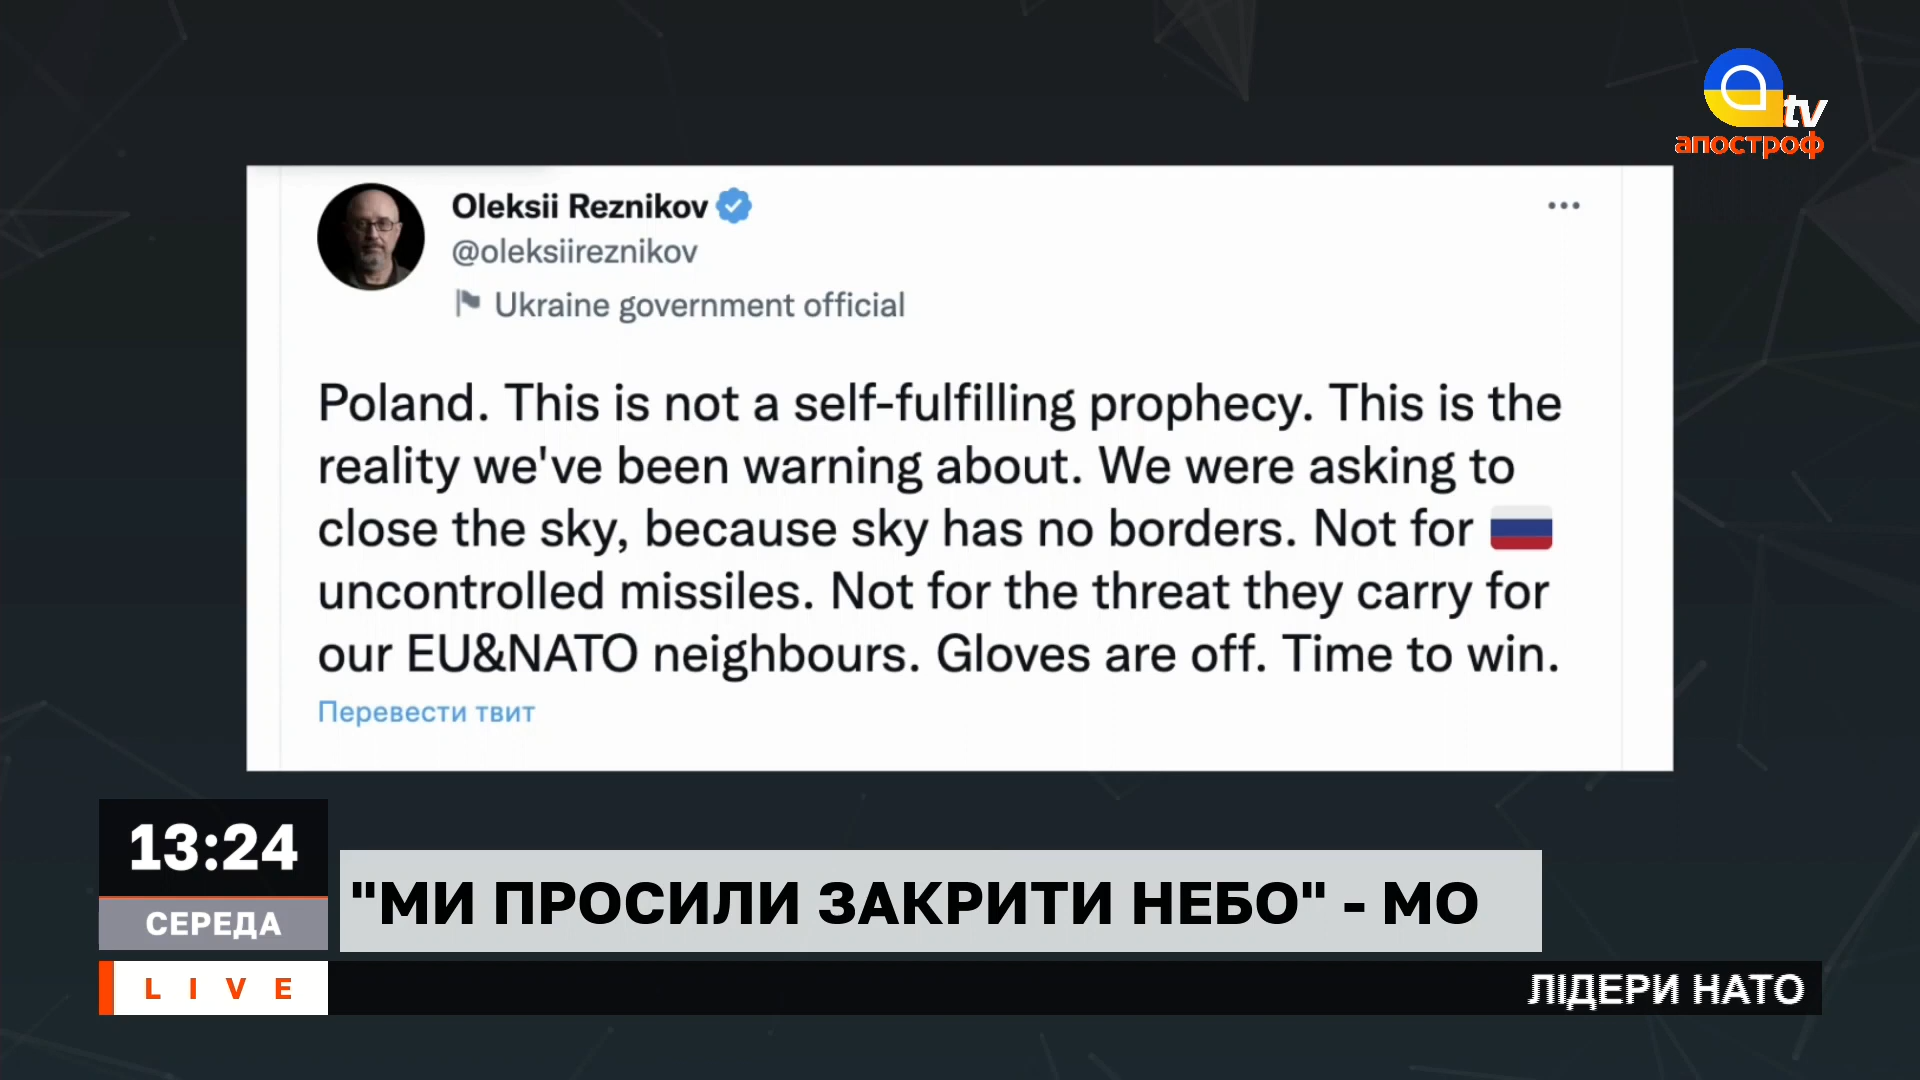 tv
апостроф
Oleksii Reznikov
@oleksiireznikov
Ukraine government official
Poland. This is not a self-fulfilling prophecy. This is the
reality we've been warning about. We were asking to
close the sky, because sky has no borders. Not for 🇷🇺
uncontrolled missiles. Not for the threat they carry for
our EU&NATO neighbours. Gloves are off. Time to win.
Перевести твит
13:24
СЕРЕДА
"МИ ПРОСИЛИ ЗАКРИТИ НЕБО" - МО
LIVE
ЛІДЕРИ НАТО